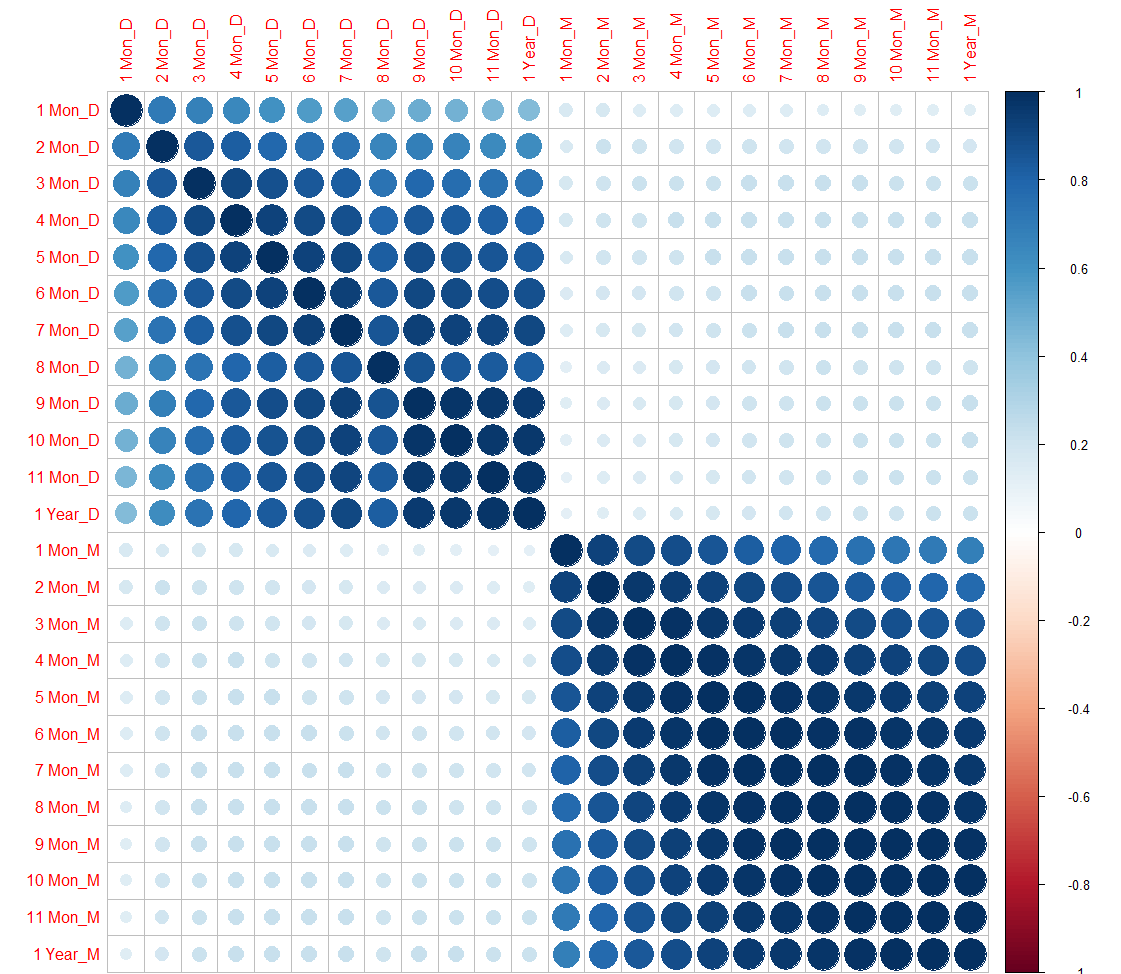 1 Mon_D
2 Mon_D
3 Mon_D
4 Mon_D
5 Mon_D
6 Mon_D
7 Mon_D
8 Mon_D
9 Mon_D
10 Mon_D
11 Mon_D
1 Year_D
1 Mon_M
2 Mon_M
3 Mon_M
4 Mon_M
5 Mon_M
6 Mon_M
7 Mon_M
8 Mon_M
9 Mon_M
10 Mon_M
11 Mon_M
1 Year_M
1 Mon_D
2 Mon_D
3 Mon_D
4 Mon_D
5 Mon_D
6 Mon_D
7 Mon_D
8 Mon_D
9 Mon_D
10 Mon_D
11 Mon_D
1 Year_D
1 Mon_M
2 Mon_M
3 Mon_M
4 Mon_M
5 Mon_M
6 Mon_M
7 Mon_M
8 Mon_M
9 Mon_M
10 Mon_M
11 Mon_M
1 Year_M
1
0.8
0.6
0.4
0.2
0
-0.2
-0.4
-0.6
-0.8
-1